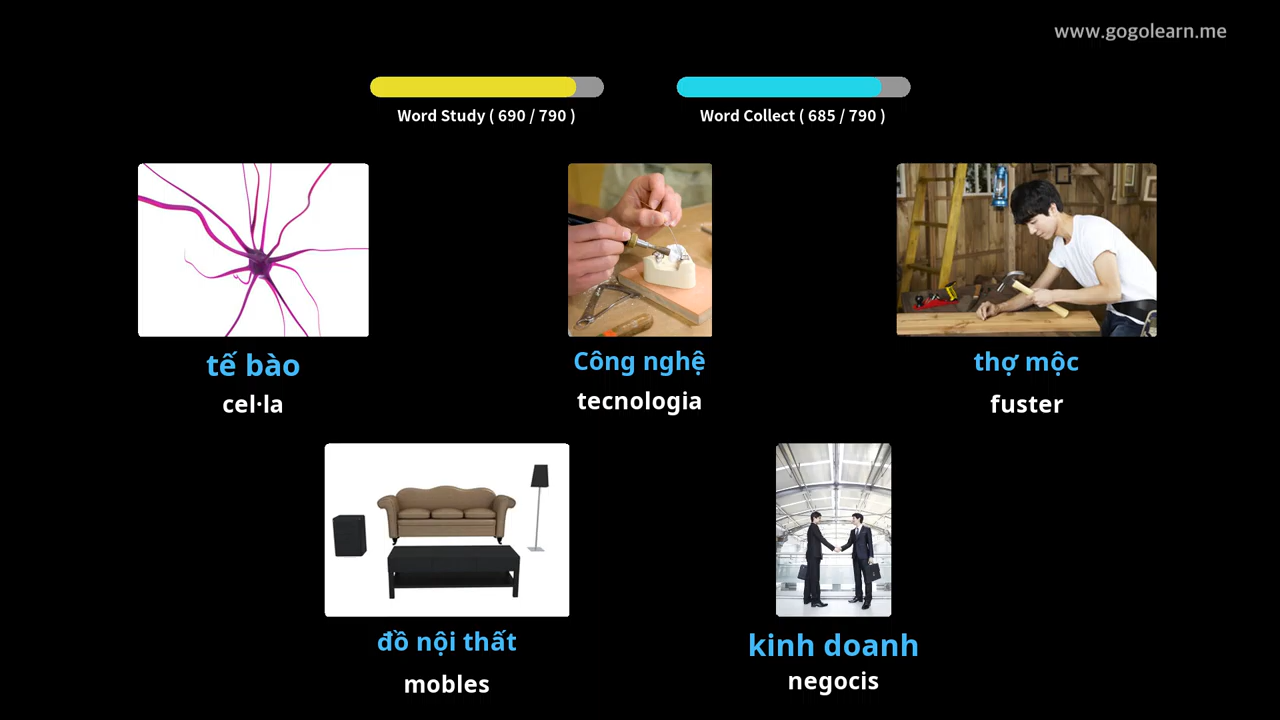 www.gogolearn.me
Word Study ( 690 / 790 )
Word Collect ( 685 / 790 )
tế bào
cel·la
Công nghệ
tecnologia
thợ mộc
fuster
đồ nội thất
mobles
kinh doanh
negocis